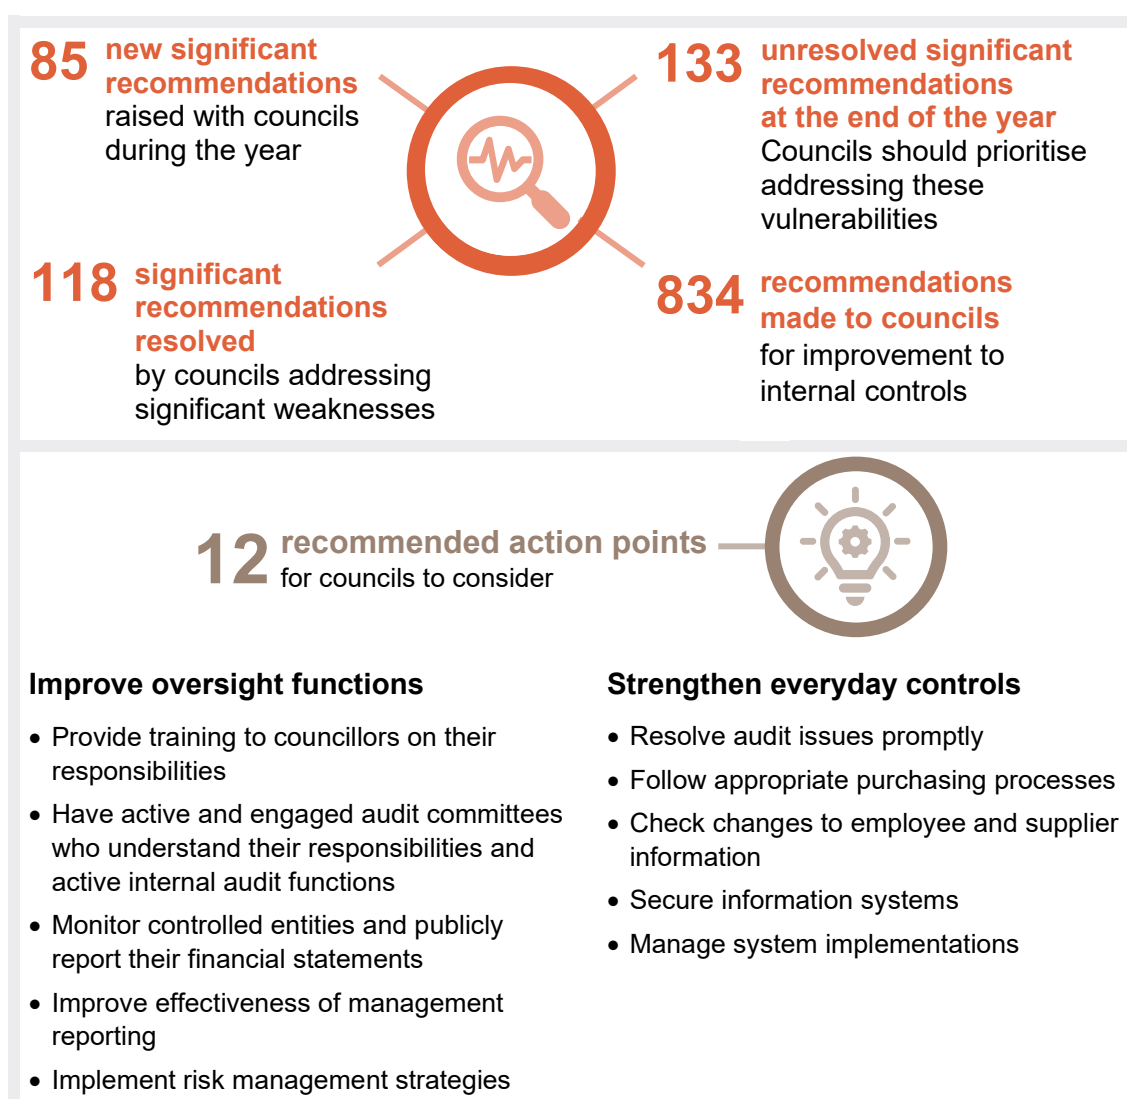 85 new significant
recommendations
raised with councils
during the year
133 unresolved significant
recommendations
at the end of the year
Councils should prioritise
addressing these
vulnerabilities
118 significant
recommendations
resolved
by councils addressing
significant weaknesses
834 recommendations
made to councils
for improvement to
internal controls
12 recommended action points
for councils to consider
Improve oversight functions
• Provide training to councillors on their
responsibilities
• Have active and engaged audit committees
who understand their responsibilities and
active internal audit functions
• Monitor controlled entities and publicly
report their financial statements
• Improve effectiveness of management
reporting
• Implement risk management strategies
Strengthen everyday controls
• Resolve audit issues promptly
• Follow appropriate purchasing processes
• Check changes to employee and supplier
information
• Secure information systems
• Manage system implementations